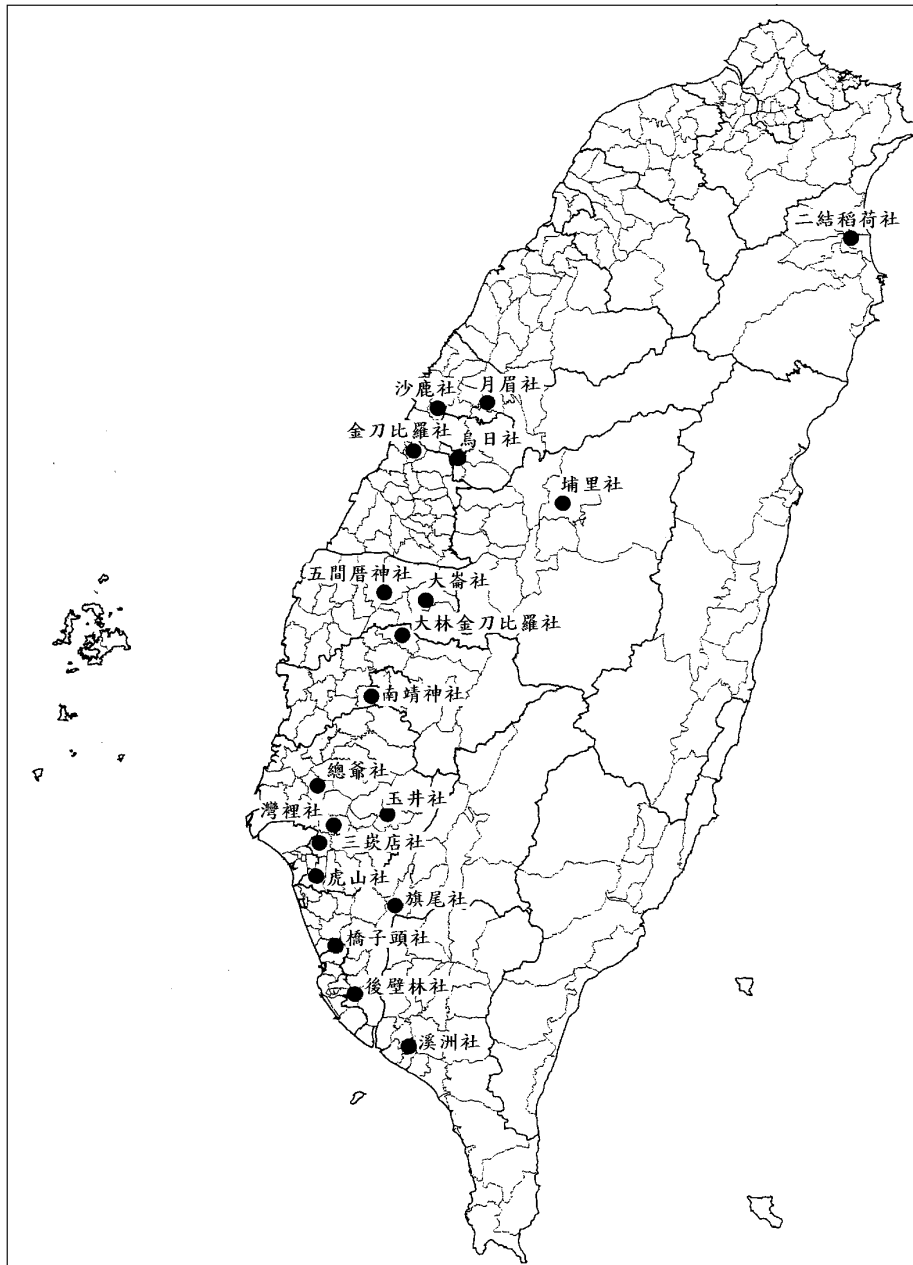 二結稻荷社
沙鹿社
月眉社
金刀比羅社
烏日社
埔里社
五間厝神社
大崙社
大林金刀比羅社
南靖神社
總爺社
玉井社
灣裡社
三崁店社
虎山社
旗尾社
橋子頭社
後壁林社
溪洲社